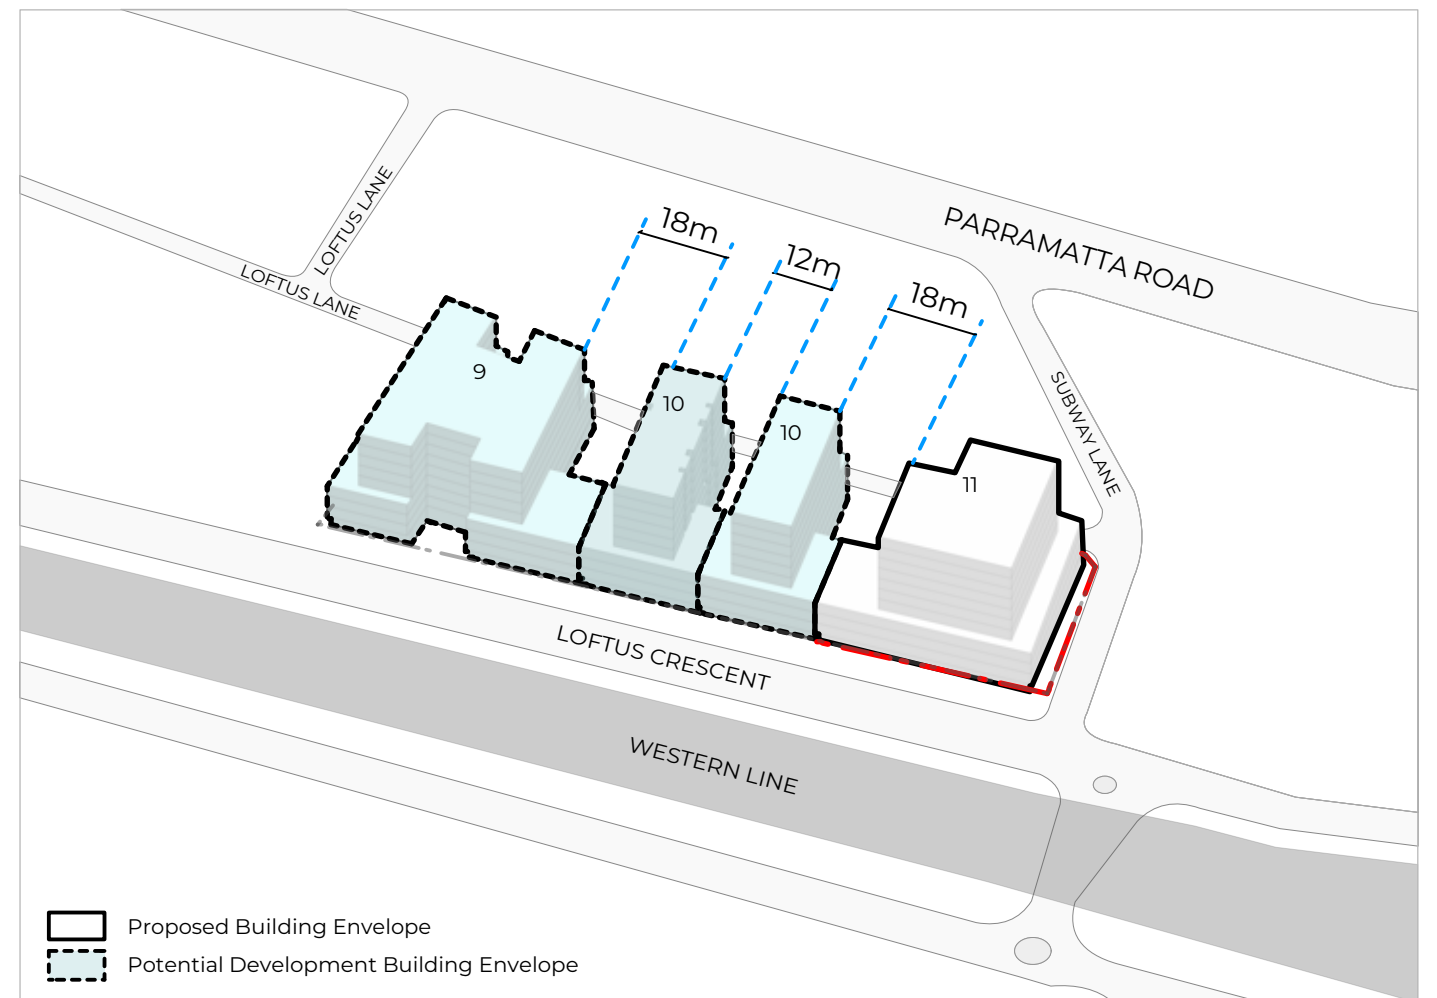 LOFTUS LANE
LOFTUS LANE
18m
12m
18m
PARRAMATTA ROAD
SUBWAY LANE
9
10
10
11
LOFTUS CRESCENT
WESTERN LINE
Proposed Building Envelope
Potential Development Building Envelope